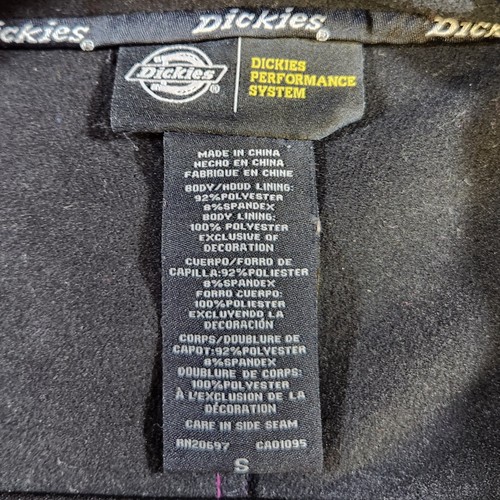 Dickies® Dickies® Dickies
Dickies®
DICKIES
PERFORMANCE
SYSTEM
MADE IN CHINA
HECHO EN CHINA
FABRIQUE EN CHINE
BODY/HOOD LINING:
92%POLYESTER
8%SPANDEX
BODY LINING:
100% POLYESTER
EXCLUSIVE OF
DECORATION
CUERPO/FORRO DE
CAPILLA:92%POLIESTER
8%SPANDEX
FORRO CUERPO:
100%POLIESTER
EXCLUYENDO LA
DECORACIÓN
CORPS/DOUBLURE DE
CAPOT:92%POLYESTER
8%SPANDEX
DOUBLURE DE CORPS:
100%POLYESTER
À L'EXCLUSION DE LA
DÉCORATION
CARE IN SIDE SEAM
RN20697 CA01095
S